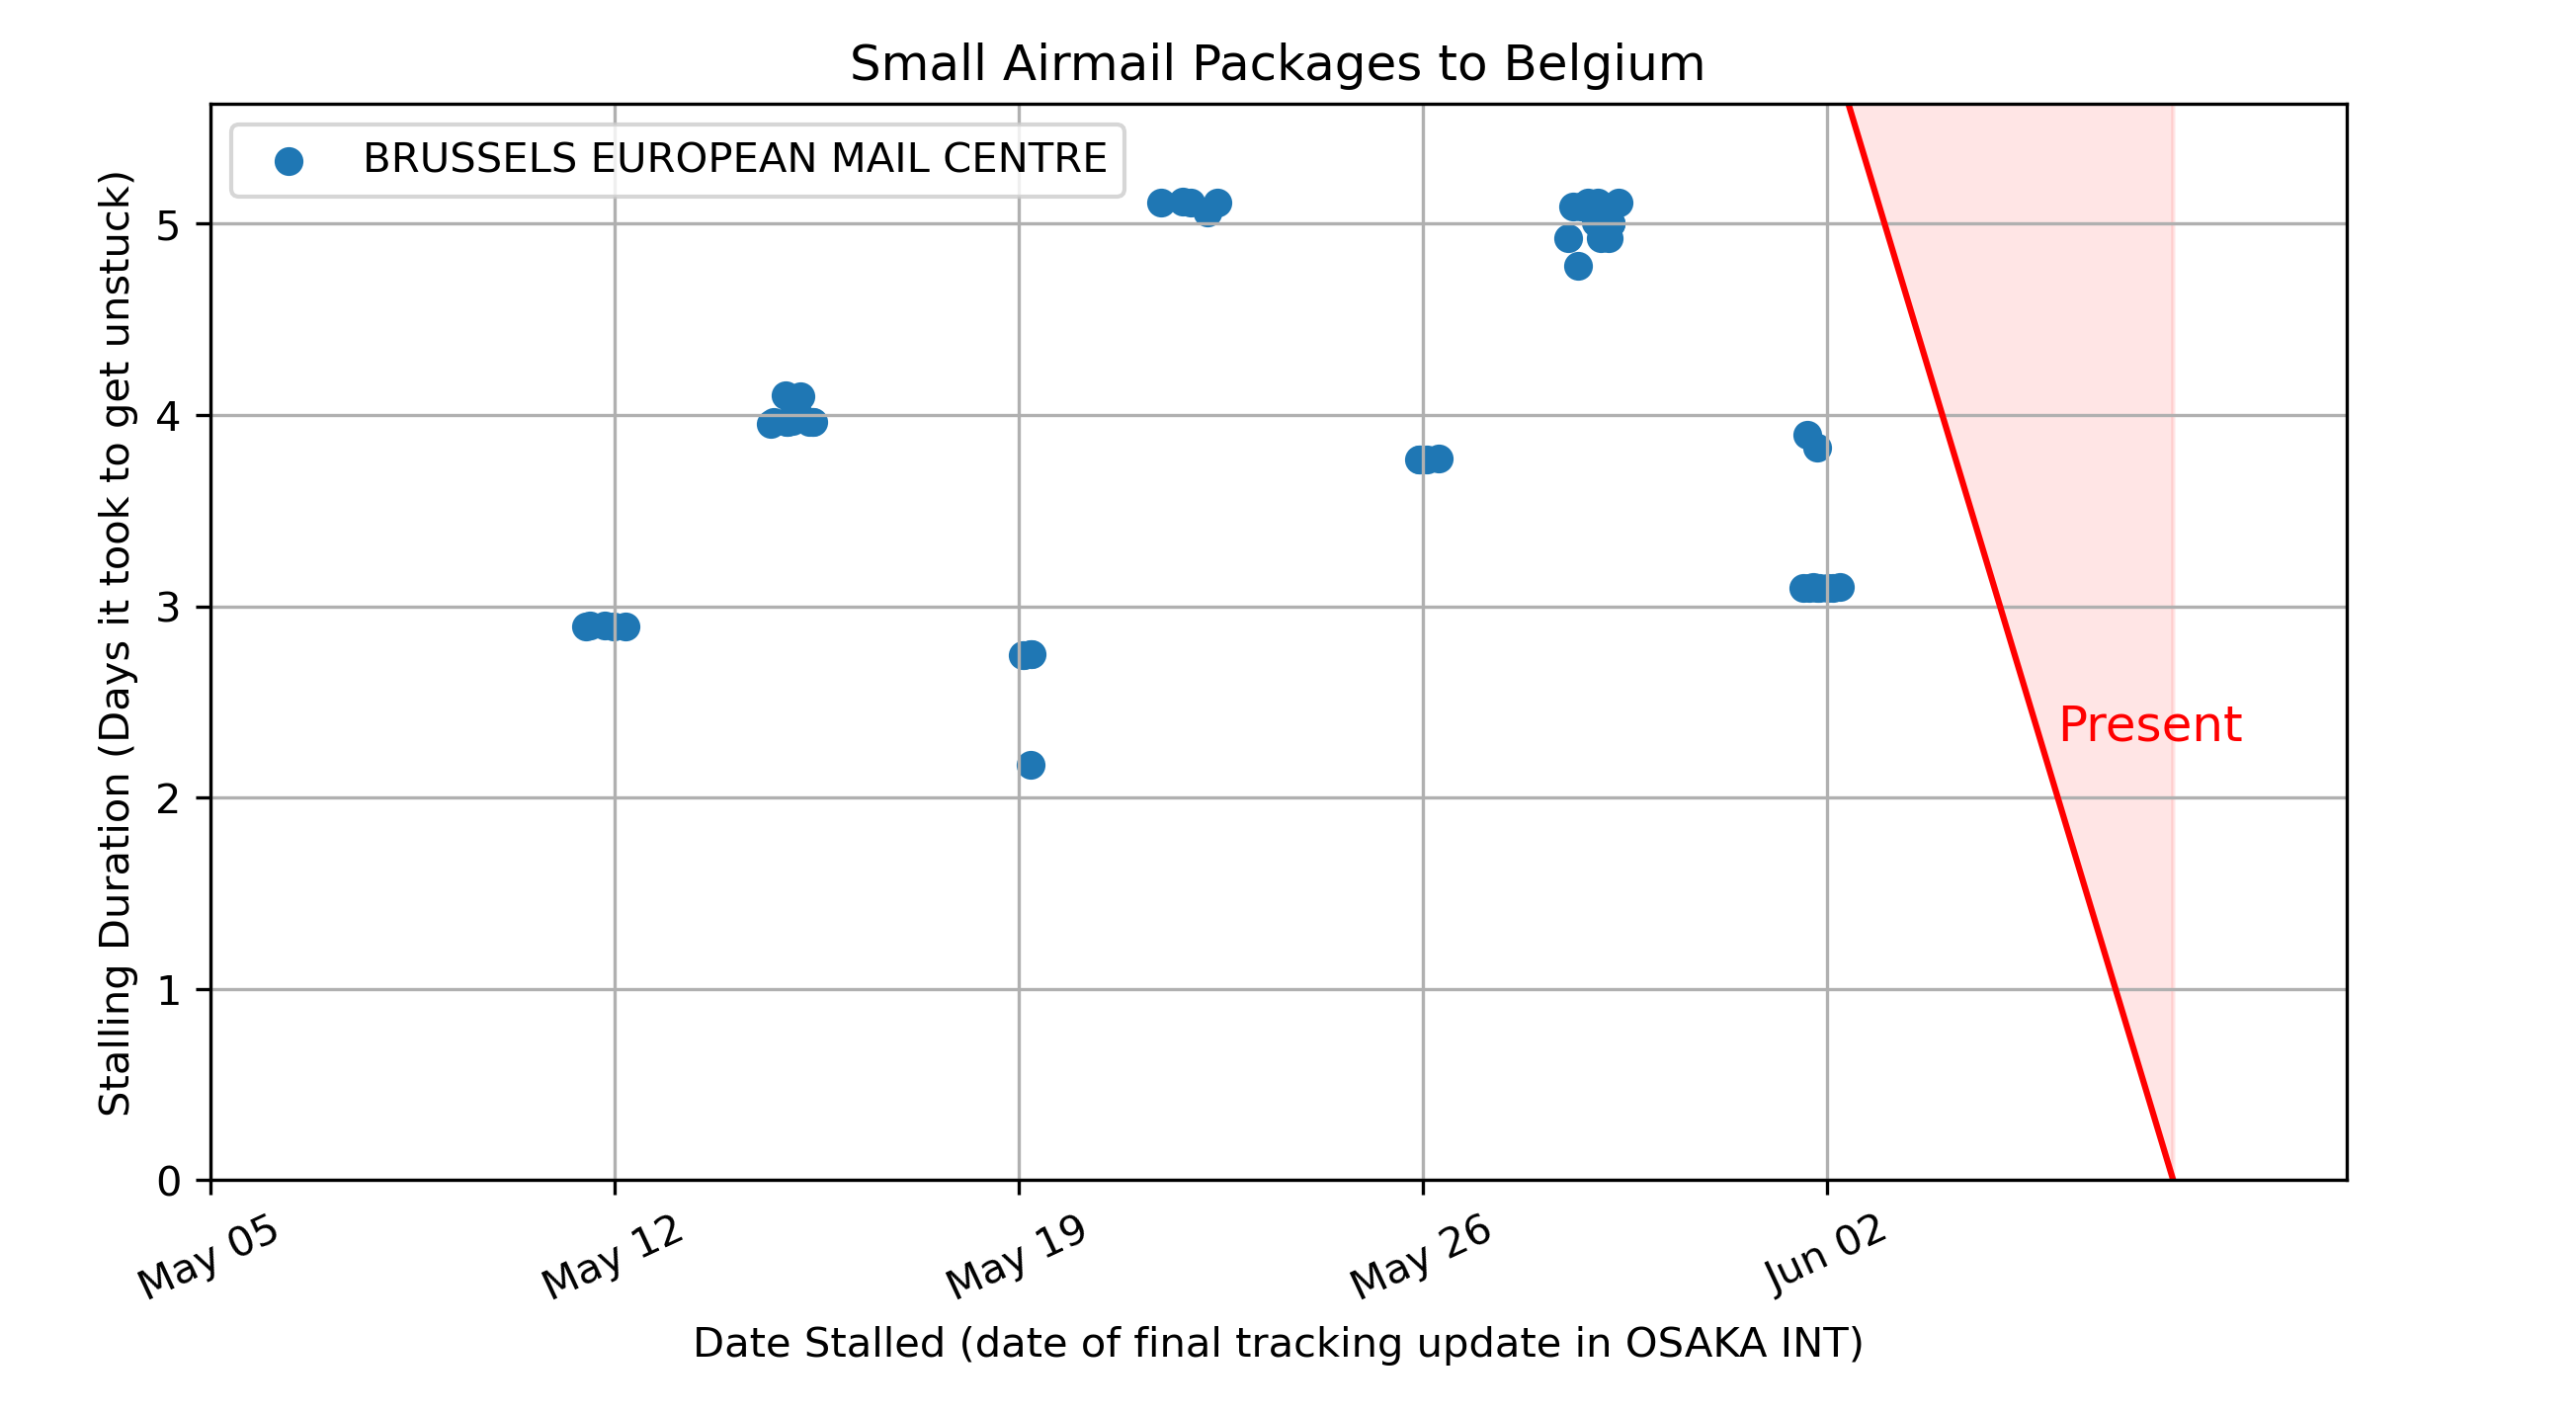 Small Airmail Packages to Belgium
BRUSSELS EUROPEAN MAIL CENTRE
Stalling Duration (Days it took to get unstuck)
5
4
3
2
1
0
Present
May 05
May 12
May 19
May 26
Jun 02
Date Stalled (date of final tracking update in OSAKA INT)